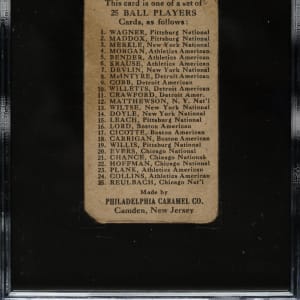 This card is one of a set of
25 BALL PLAYERS
Cards, as follows:
1. WAGNER, Pittsburg National
2. MADDOX, Pittsburg National
3. MERKLE, New York National
4. MORGAN, Athletics American
5. BENDER, Athletics American
6. KRAUSE, Athletics American
7. DEVLIN, New York National
8. McINTYRE, Detroit American
9. COBB, Detroit American
10. WILLETTS, Detroit Amer.
11. CRAWFORD, Detroit Amer.
12. MATTHEWSON, N. Y. Nat'l
13. WILTSE, New York National
14. DOYLE, New York National
15. LEACH, Pittsburg National
16. LORD, Boston American
17. CICOTTE, Boston American
18. CARRIGAN, Boston American
19. WILLIS, Pittsburg National
20. EVERS, Chicago National
21. CHANCE, Chicago National
22. HOFFMAN, Chicago National
23. PLANK, Athletics American
24. COLLINS, Athletics American
25. REULBACH, Chicago Nat'l
Made by
PHILADELPHIA CARAMEL CO.
Camden, New Jersey